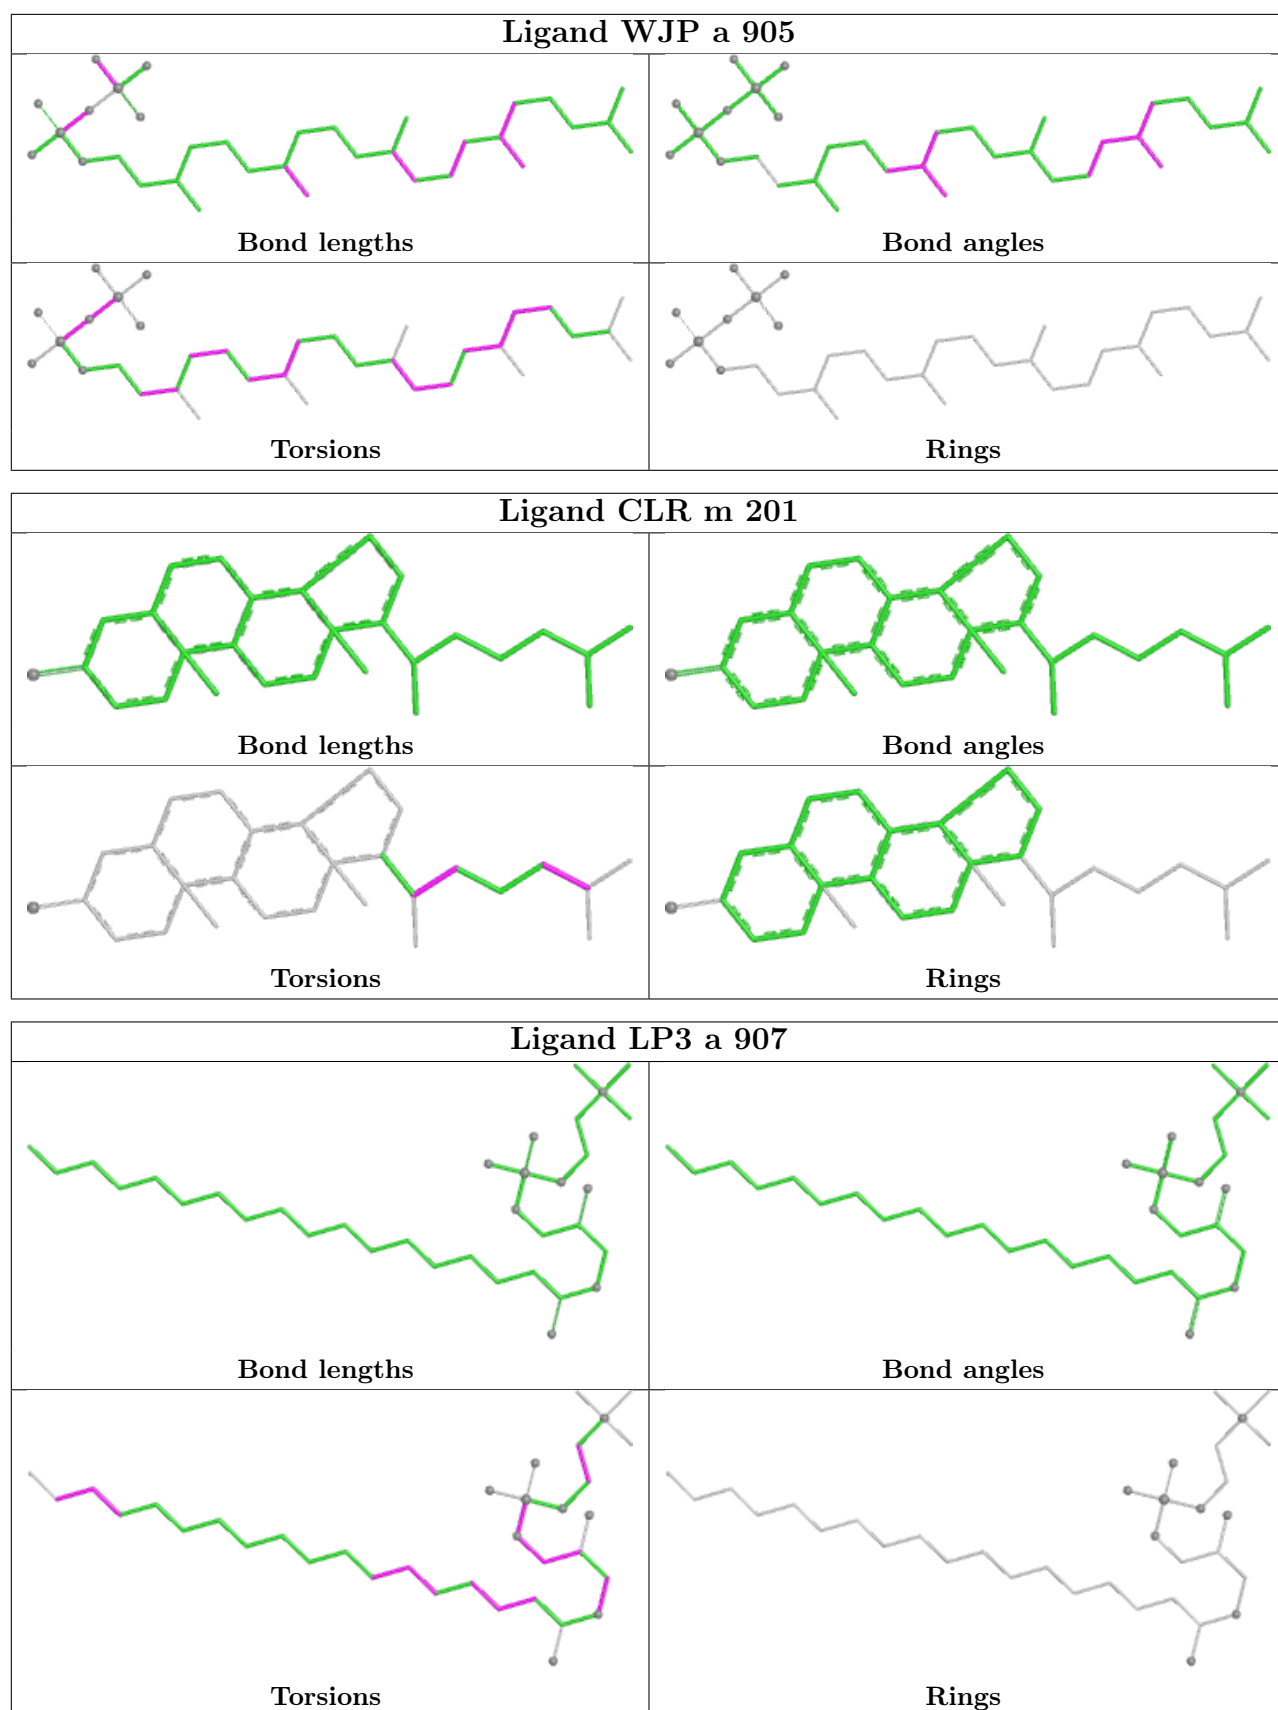 Ligand WJP a 905
Bond lengths
Bond angles
Torsions
Rings
Ligand CLR m 201
Bond lengths
Bond angles
Torsions
Rings
Ligand LP3 a 907
Bond lengths
Bond angles
Torsions
Rings